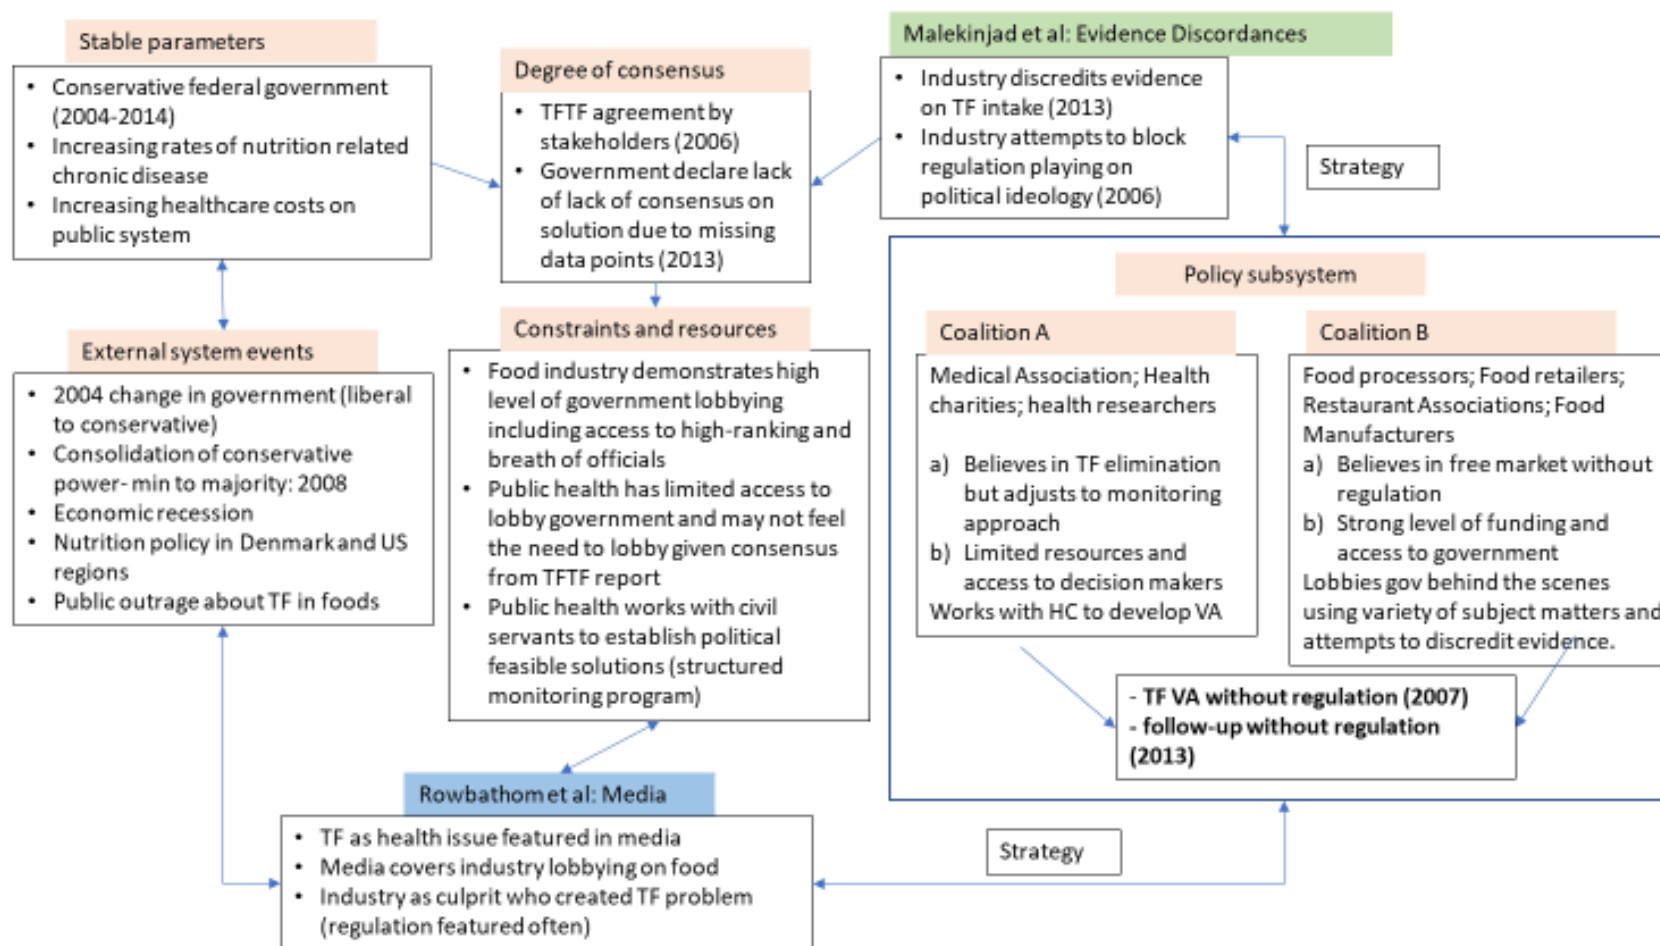 Stable parameters
• Conservative federal government
(2004-2014)
• Increasing rates of nutrition related
chronic disease
• Increasing healthcare costs on
public system
External system events
• 2004 change in government (liberal
to conservative)
• Consolidation of conservative
power- min to majority: 2008
• Economic recession
• Nutrition policy in Denmark and US
regions
• Public outrage about TF in foods
Degree of consensus
• TFTF agreement by
stakeholders (2006)
• Government declare lack
of lack of consensus on
solution due to missing
data points (2013)
Constraints and resources
• Food industry demonstrates high
level of government lobbying
including access to high-ranking and
breath of officials
• Public health has limited access to
lobby government and may not feel
the need to lobby given consensus
from TFTF report
• Public health works with civil
servants to establish political
feasible solutions (structured
monitoring program)
Rowbathom et al: Media
• TF as health issue featured in media
• Media covers industry lobbying on food
• Industry as culprit who created TF problem
(regulation featured often)
Malekinjad et al: Evidence Discordances
• Industry discredits evidence
on TF intake (2013)
• Industry attempts to block
regulation playing on
political ideology (2006)
Strategy
Policy subsystem
Coalition A
Medical Association; Health
charities; health researchers
a) Believes in TF elimination
but adjusts to monitoring
approach
b) Limited resources and
access to decision makers
Works with HC to develop VA
Coalition B
Food processors; Food retailers;
Restaurant Associations; Food
Manufacturers
a) Believes in free market without
regulation
b) Strong level of funding and
access to government
Lobbies gov behind the scenes
using variety of subject matters and
attempts to discredit evidence.
- TF VA without regulation (2007)
- follow-up without regulation
(2013)
Strategy